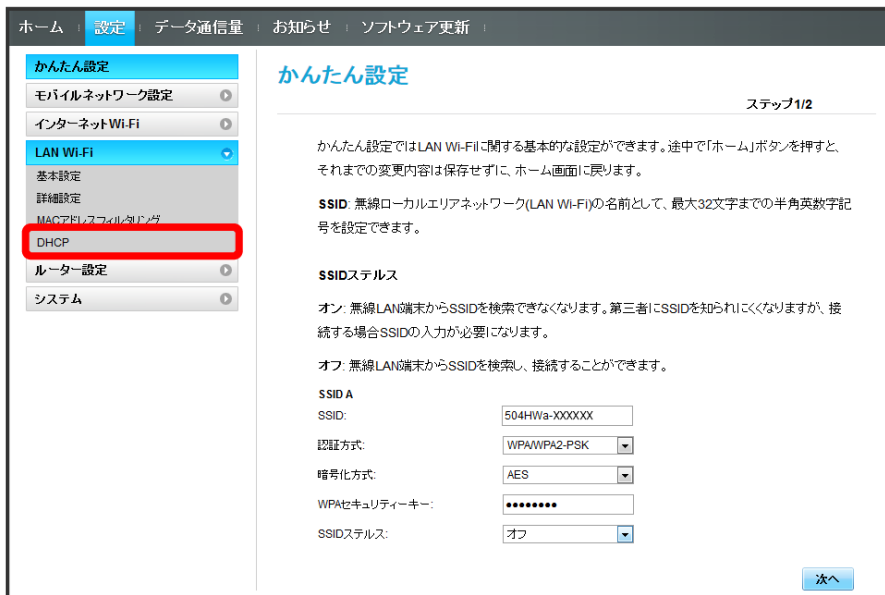 ホーム 設定 データ通信量 お知らせ ソフトウェア更新
かんたん設定
モバイルネットワーク設定
インターネットWi-Fi
LAN Wi-Fi
基本設定
詳細設定
MACアドレスフィルタリング
DHCP
ルーター設定
システム
かんたん設定
ステップ1/2
かんたん設定ではLAN Wi-Fiに関する基本的な設定ができます。途中で「ホーム」ボタンを押すと、
それまでの変更内容は保存せずに、ホーム画面に戻ります。
SSID: 無線ローカルエリアネットワーク(LAN Wi-Fi)の名前として、最大32文字までの半角英数字記
号を設定できます。
SSIDステルス
オン: 無線LAN端末からSSIDを検索できなくなります。第三者にSSIDを知られにくくなりますが、接
続する場合SSIDの入力が必要になります。
オフ: 無線LAN端末からSSIDを検索し、接続することができます。
SSID A
SSID: 504HWa-XXXXXX
認証方式: WPA/WPA2-PSK
暗号化方式: AES
WPAセキュリティーキー: ●●●●●●●●
SSIDステルス: オフ
次へ